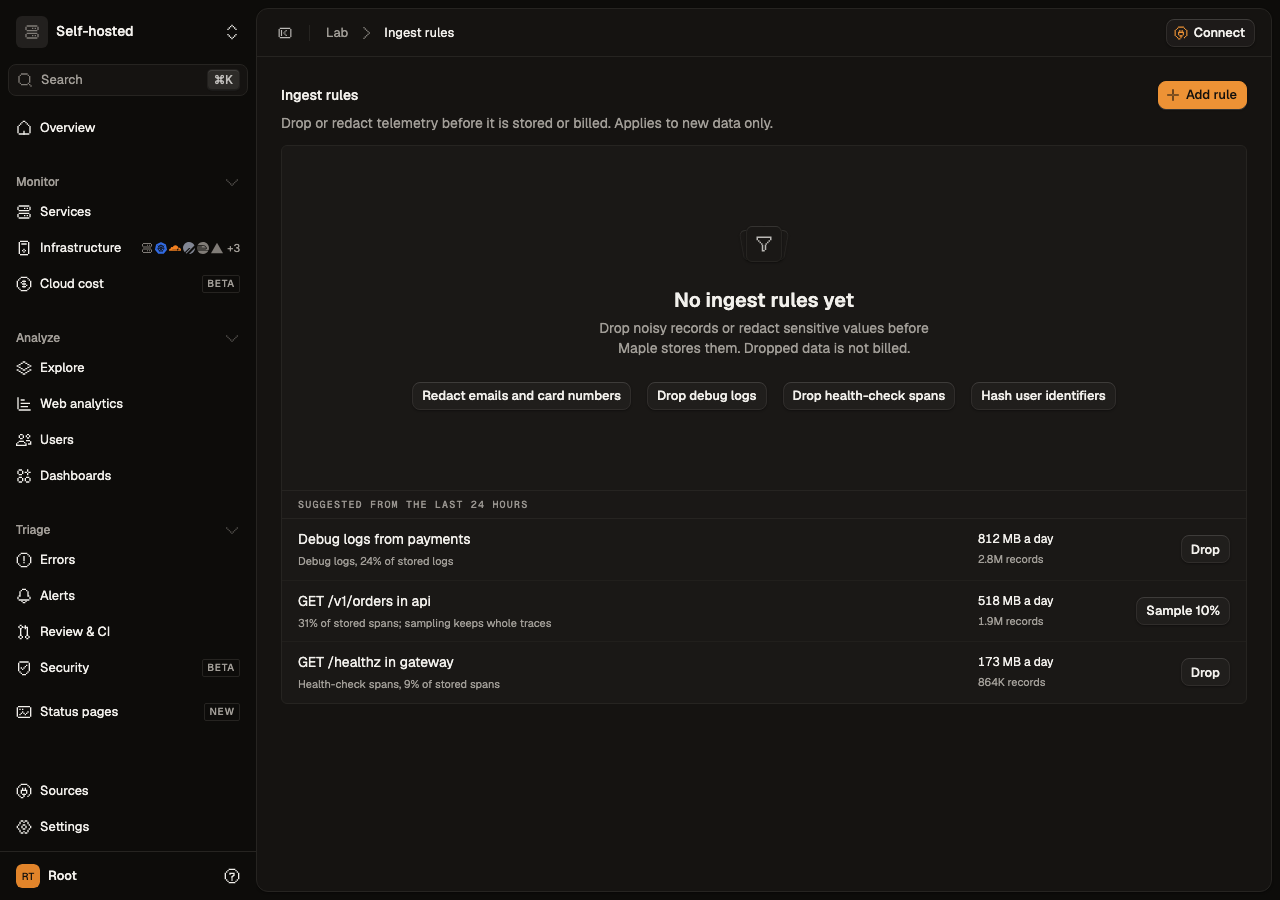 Self-hosted
Search ⌘K
Overview
Monitor
Services
Infrastructure +3
Cloud cost BETA
Analyze
Explore
Web analytics
Users
Dashboards
Triage
Errors
Alerts
Review & CI
Security BETA
Status pages NEW
Sources
Settings
RT Root
Lab Ingest rules
Connect
Ingest rules
Add rule
Drop or redact telemetry before it is stored or billed. Applies to new data only.
No ingest rules yet
Drop noisy records or redact sensitive values before
Maple stores them. Dropped data is not billed.
Redact emails and card numbers Drop debug logs Drop health-check spans Hash user identifiers
SUGGESTED FROM THE LAST 24 HOURS
Debug logs from payments
Debug logs, 24% of stored logs
812 MB a day
2.8M records
Drop
GET /v1/orders in api
31% of stored spans; sampling keeps whole traces
518 MB a day
1.9M records
Sample 10%
GET /healthz in gateway
Health-check spans, 9% of stored spans
173 MB a day
864K records
Drop